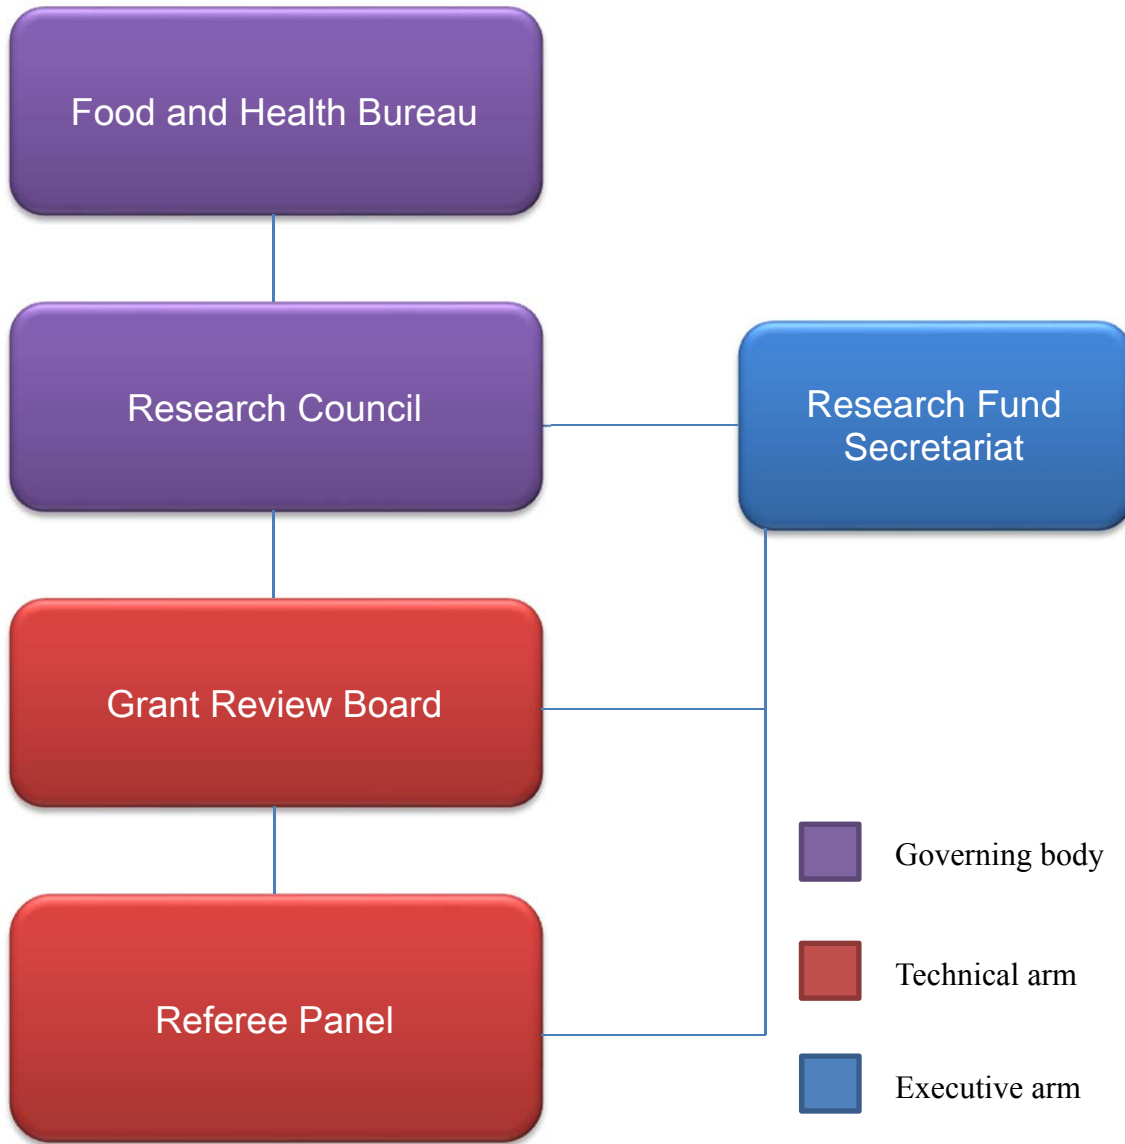 Food and Health Bureau
Research Council
Research Fund
Secretariat
Grant Review Board
Referee Panel
Governing body
Technical arm
Executive arm